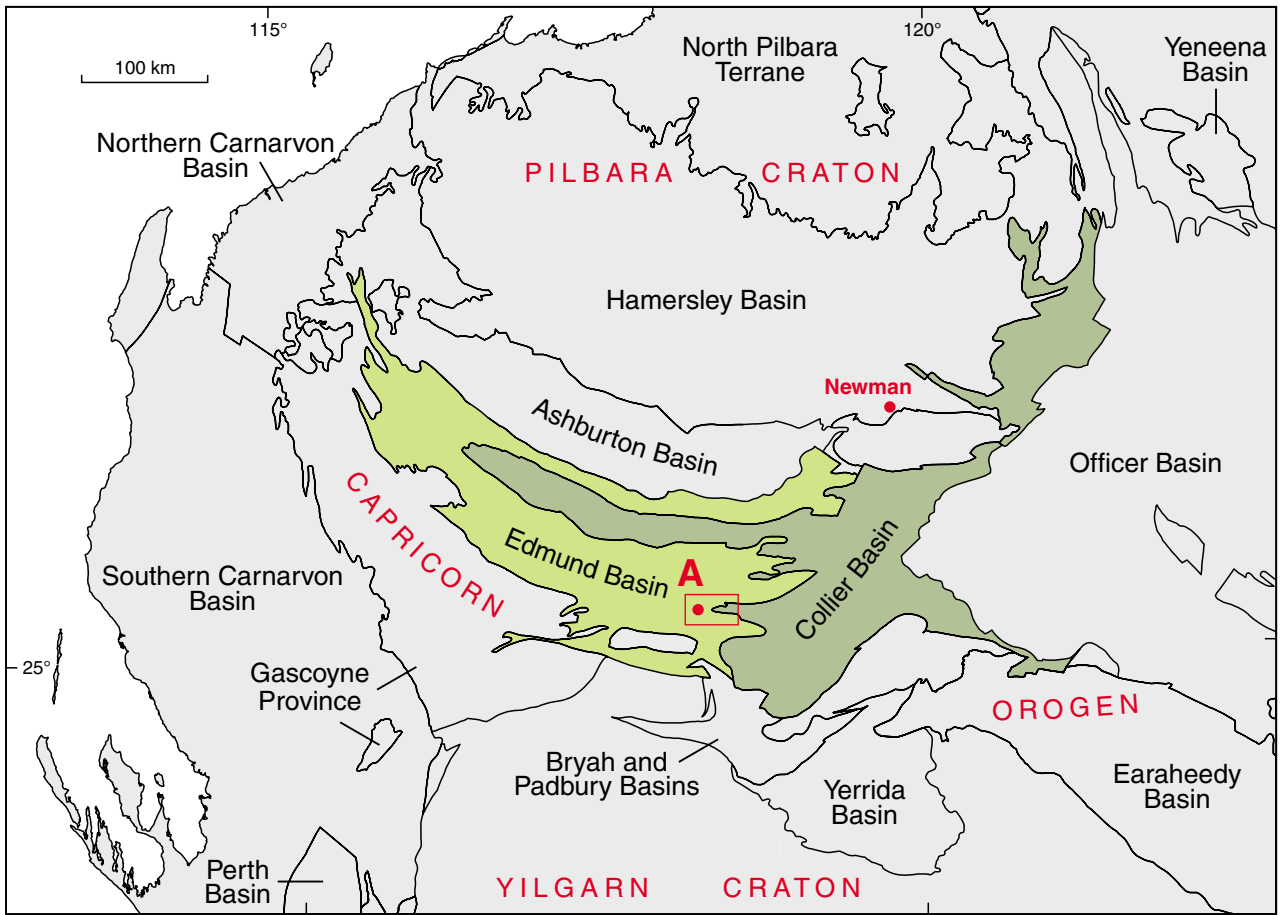 115°
120°
100 km
North Pilbara
Terrane
Yeneena
Basin
Northern Carnarvon
Basin
PILBARA CRATON
Hamersley Basin
Newman
Ashburton Basin
Officer Basin
CAPRICORN
Edmund Basin
A
Collier Basin
Southern Carnarvon
Basin
25°
Gascoyne
Province
OROGEN
Bryah and
Padbury Basins
Yerrida
Basin
Earaheedy
Basin
Perth
Basin
YILGARN CRATON